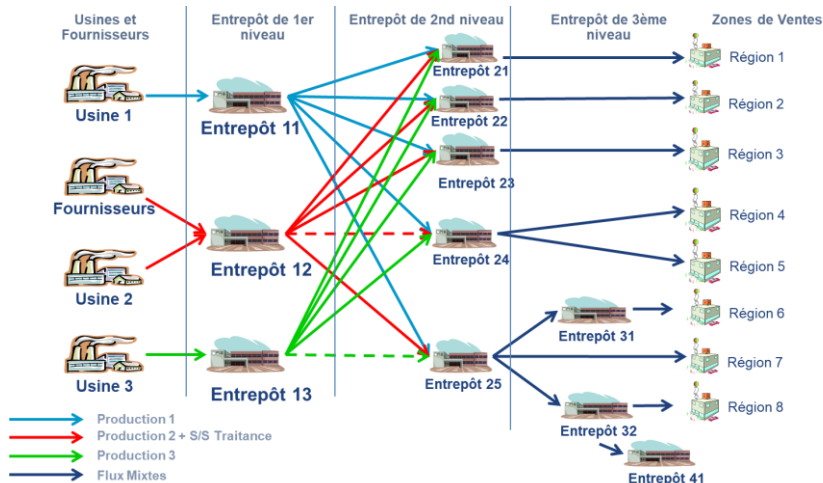 Usines et
Fournisseurs
Entrepôt de 1er
niveau
Entrepôt de 2nd niveau
Entrepôt de 3ème
niveau
Zones de Ventes
Usine 1
Fournisseurs
Usine 2
Usine 3
Entrepôt 11
Entrepôt 12
Entrepôt 13
Entrepôt 21
Entrepôt 22
Entrepôt 23
Entrepôt 24
Entrepôt 25
Entrepôt 31
Entrepôt 32
Entrepôt 41
Région 1
Région 2
Région 3
Région 4
Région 5
Région 6
Région 7
Région 8
Production 1
Production 2 + S/S Traitance
Production 3
Flux Mixtes